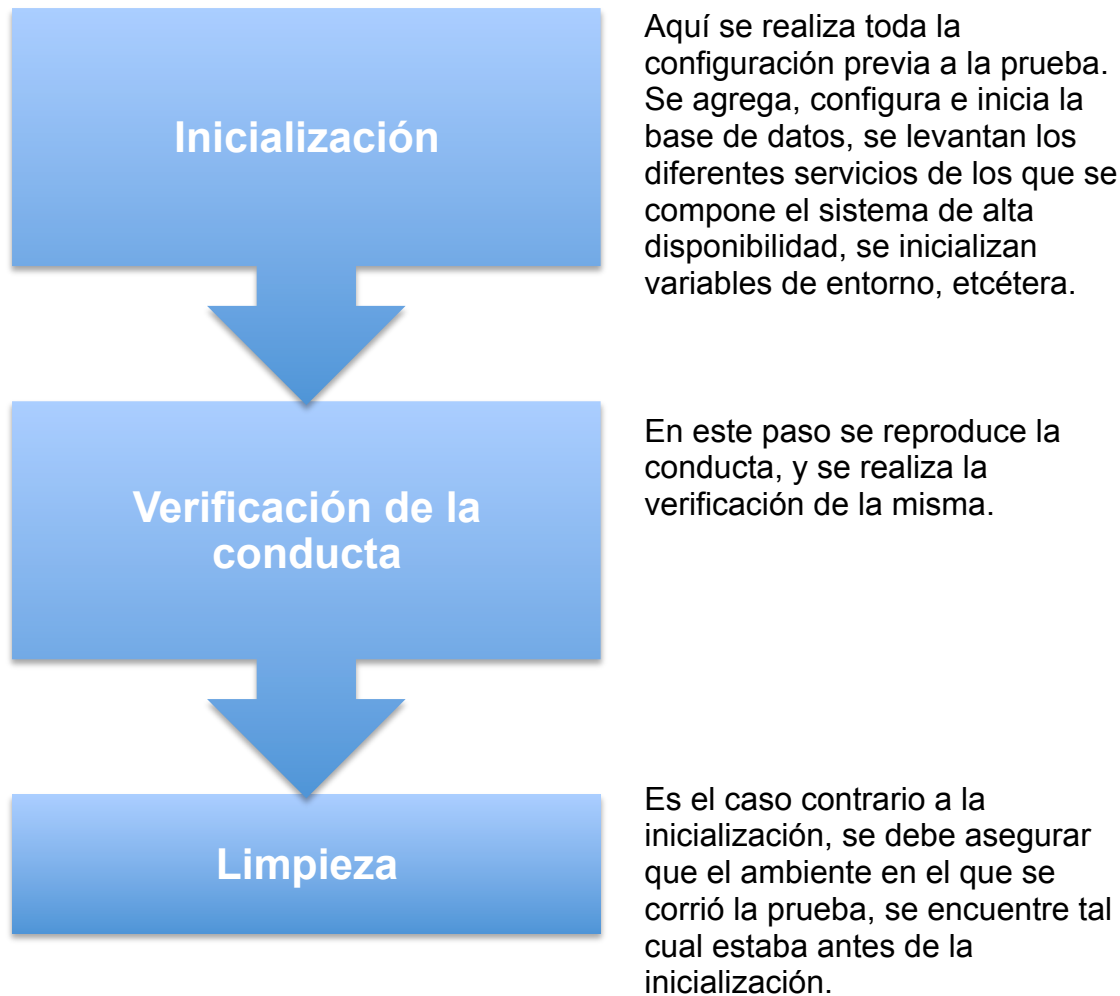 Inicialización
Aquí se realiza toda la
configuración previa a la prueba.
Se agrega, configura e inicia la
base de datos, se levantan los
diferentes servicios de los que se
compone el sistema de alta
disponibilidad, se inicializan
variables de entorno, etcétera.
Verificación de la
conducta
En este paso se reproduce la
conducta, y se realiza la
verificación de la misma.
Limpieza
Es el caso contrario a la
inicialización, se debe asegurar
que el ambiente en el que se
corrió la prueba, se encuentre tal
cual estaba antes de la
inicialización.